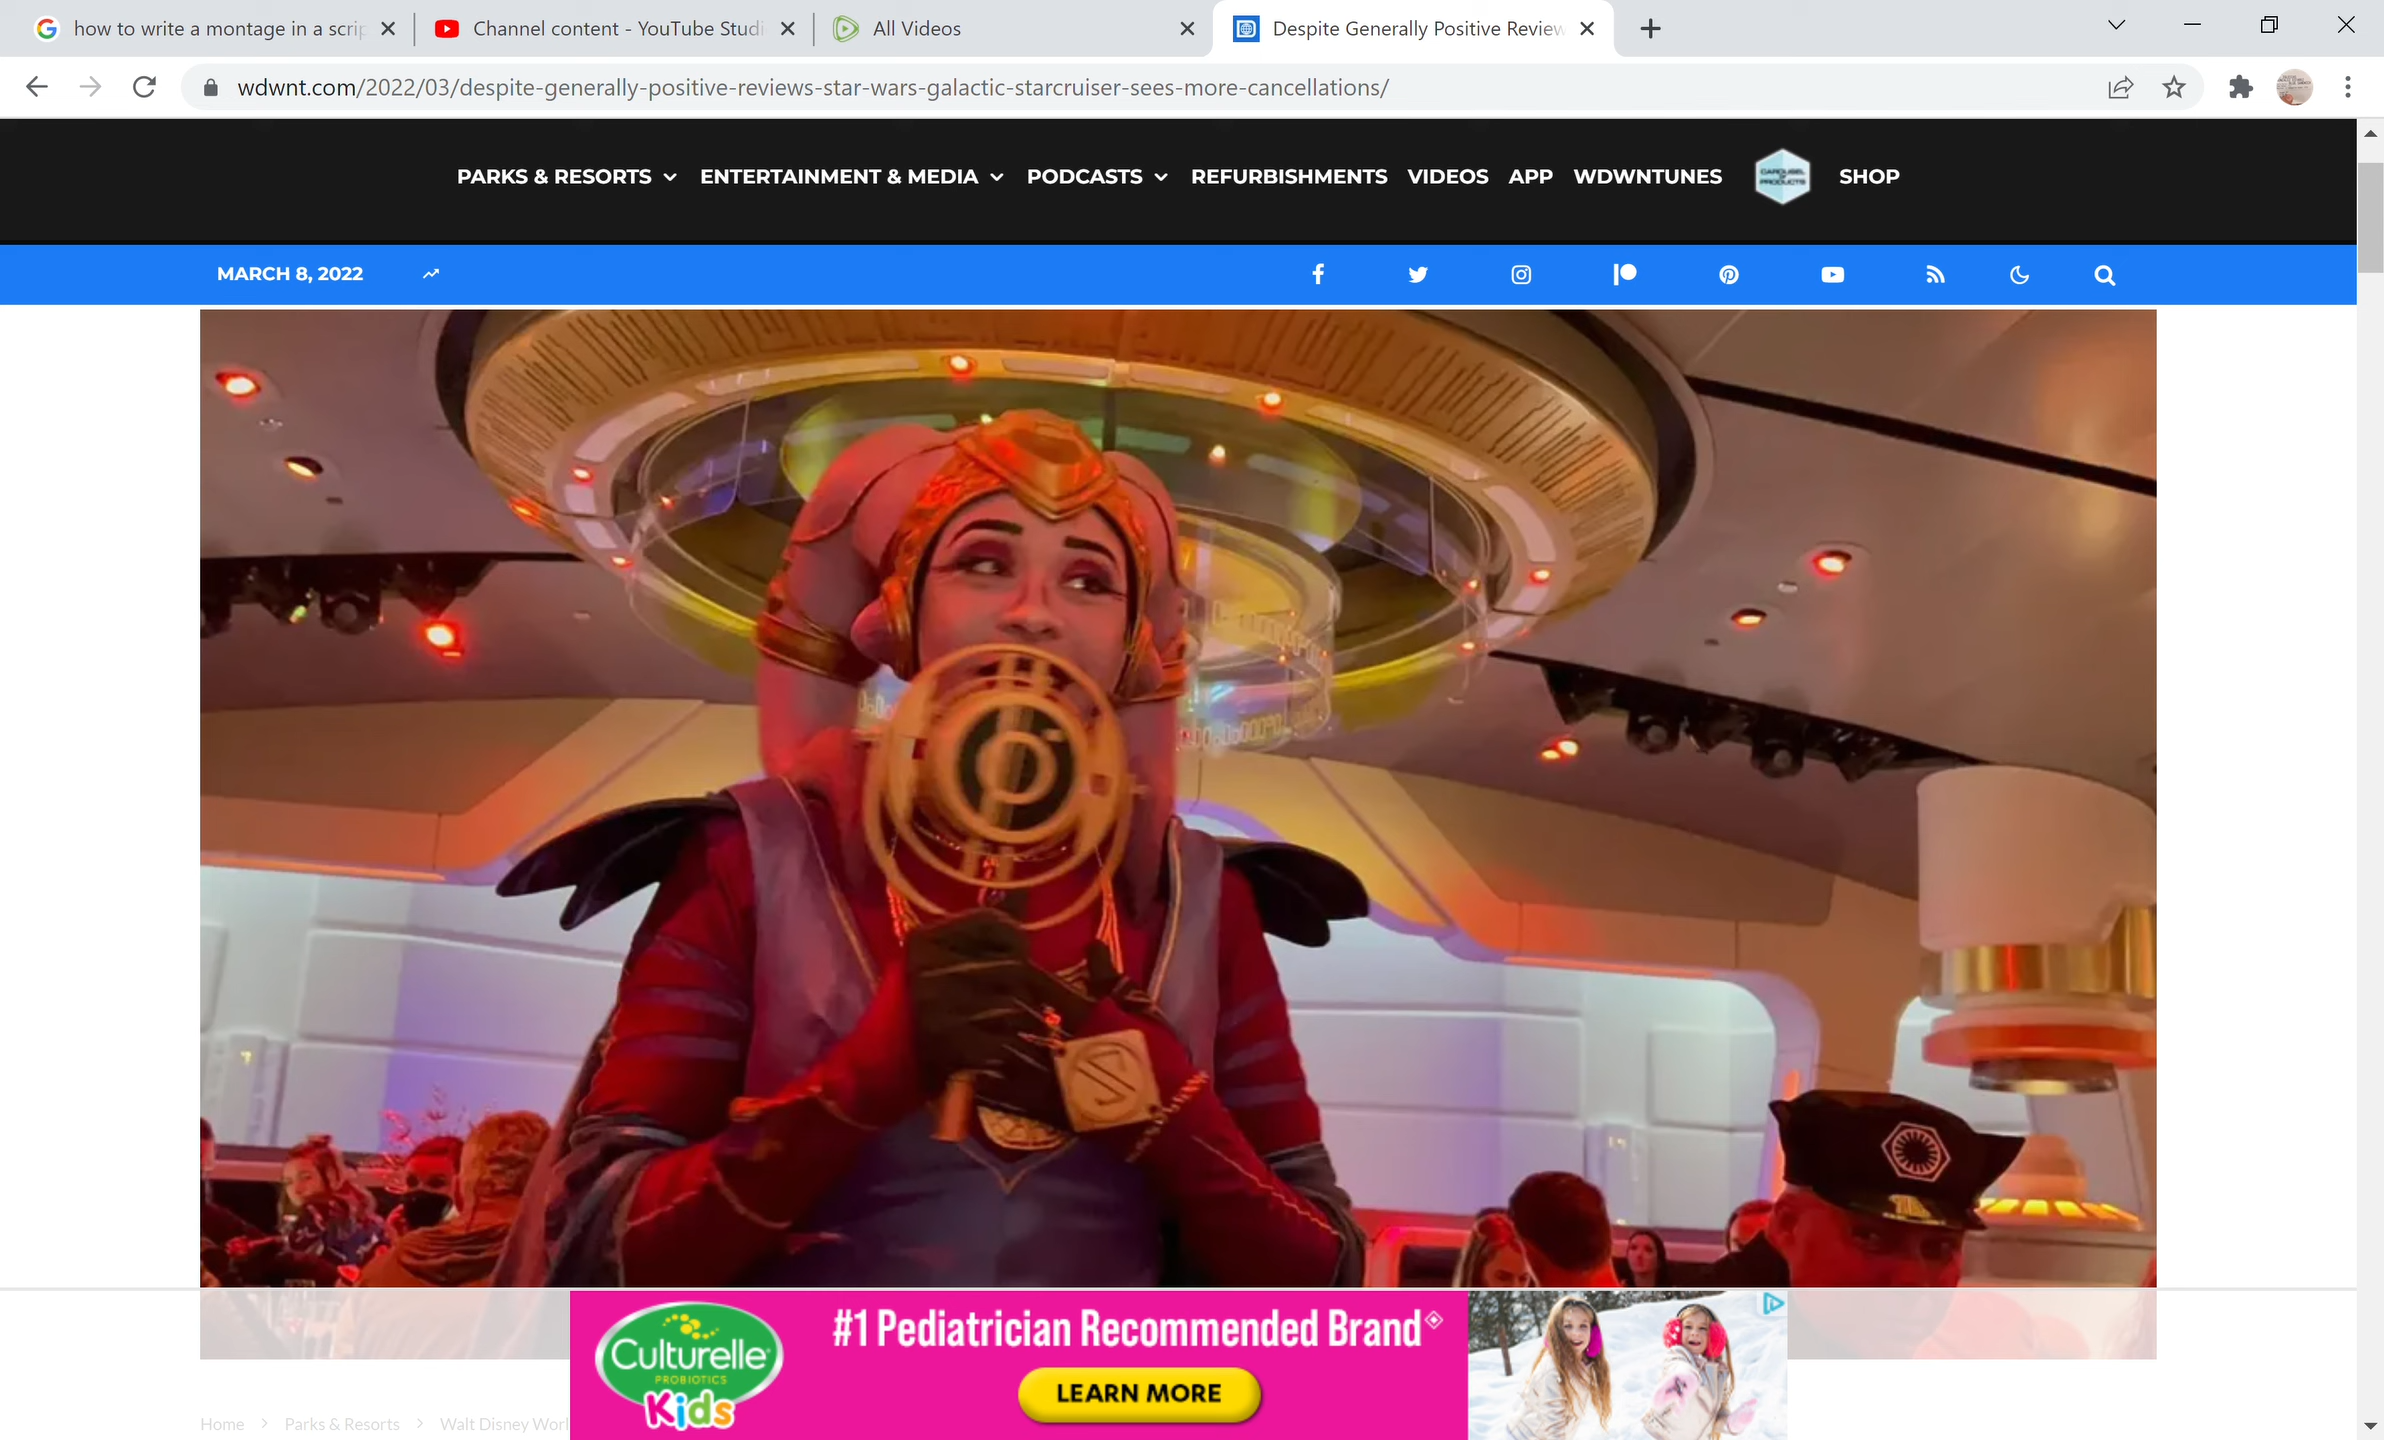 how to write a montage in a scrip
Channel content - YouTube Studi
All Videos
Despite Generally Positive Review
wdwnt.com/2022/03/despite-generally-positive-reviews-star-wars-galactic-starcruiser-sees-more-cancellations/
PARKS & RESORTS ENTERTAINMENT & MEDIA PODCASTS REFURBISHMENTS VIDEOS APP WDWNTUNES CAROUSEL OF PRODUCTS SHOP
MARCH 8, 2022
Culturelle
PROBIOTICS
Kids
#1 Pediatrician Recommended Brand
LEARN MORE
Home > Parks & Resorts > Walt Disney Worl